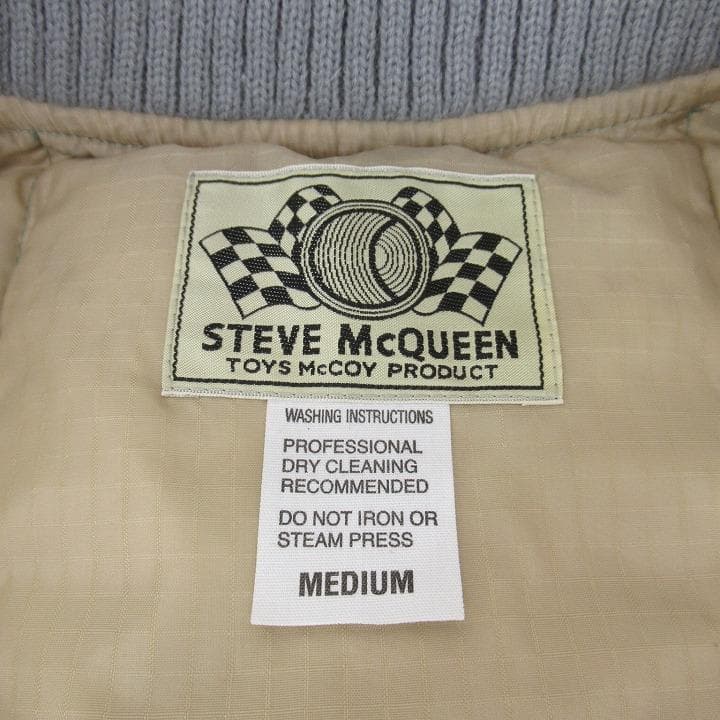 STEVE McQUEEN
TOYS McCOY PRODUCT
WASHING INSTRUCTIONS
PROFESSIONAL
DRY CLEANING
RECOMMENDED
DO NOT IRON OR
STEAM PRESS
MEDIUM